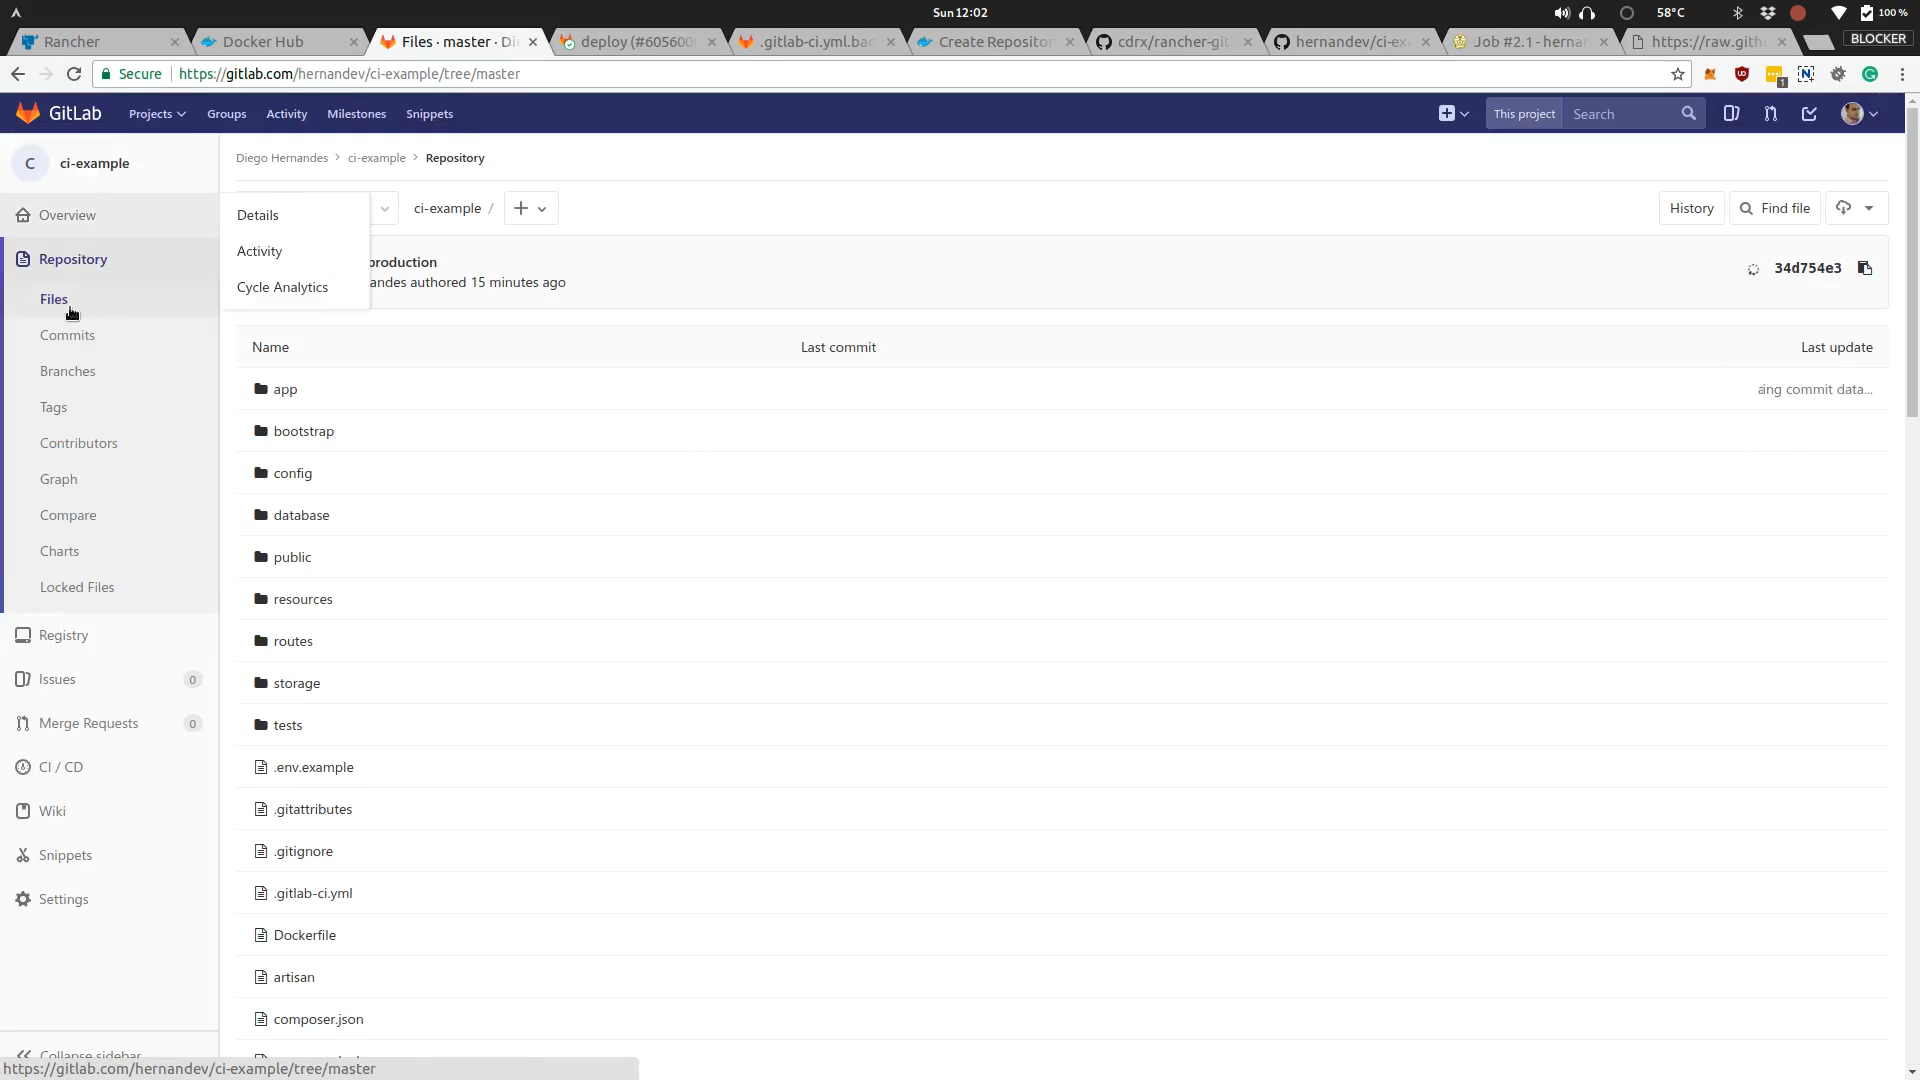 Sun 12:02
58°C
100 %
Rancher
Docker Hub
Files · master · Di
deploy (#605600
.gitlab-ci.yml.bac
Create Repositor
cdrx/rancher-git
hernandev/ci-exa
Job #2.1 - hernan
https://raw.gith
BLOCKER
Secure
https://gitlab.com/hernandev/ci-example/tree/master
1
GitLab
Projects
Groups
Activity
Milestones
Snippets
This project
Search
C
ci-example
Diego Hernandes
ci-example
Repository
Overview
Details
Activity
Cycle Analytics
ci-example /
History
Find file
Repository
Files
Commits
Branches
Tags
Contributors
Graph
Compare
Charts
Locked Files
Registry
Issues
0
Merge Requests
0
CI / CD
Wiki
Snippets
Settings
Collapse sidebar
production
andes authored 15 minutes ago
34d754e3
Name
Last commit
Last update
app
aing commit data...
bootstrap
config
database
public
resources
routes
storage
tests
.env.example
.gitattributes
.gitignore
.gitlab-ci.yml
Dockerfile
artisan
composer.json
https://gitlab.com/hernandev/ci-example/tree/master